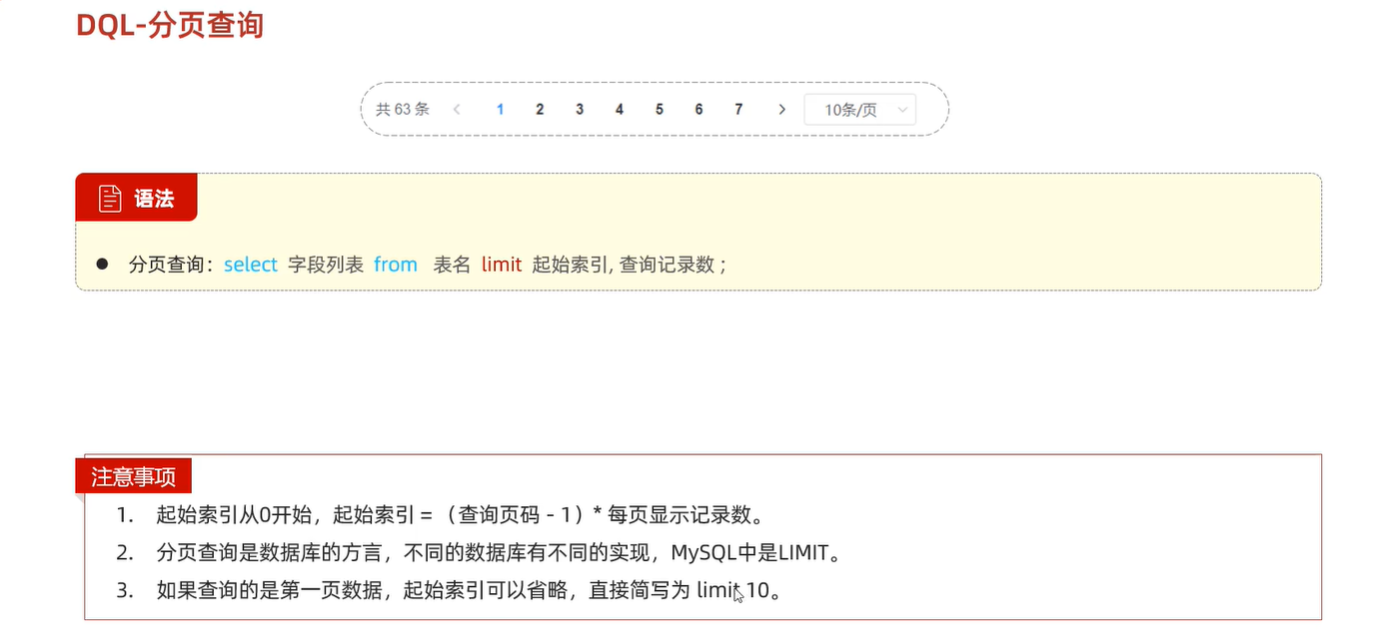 DQL-分页查询
共 63 条 < 1 2 3 4 5 6 7 > 10条/页
语法
● 分页查询：select 字段列表 from 表名 limit 起始索引, 查询记录数 ;
注意事项
1. 起始索引从0开始，起始索引 = （查询页码 - 1）* 每页显示记录数。
2. 分页查询是数据库的方言，不同的数据库有不同的实现，MySQL中是LIMIT。
3. 如果查询的是第一页数据，起始索引可以省略，直接简写为 limit 10。